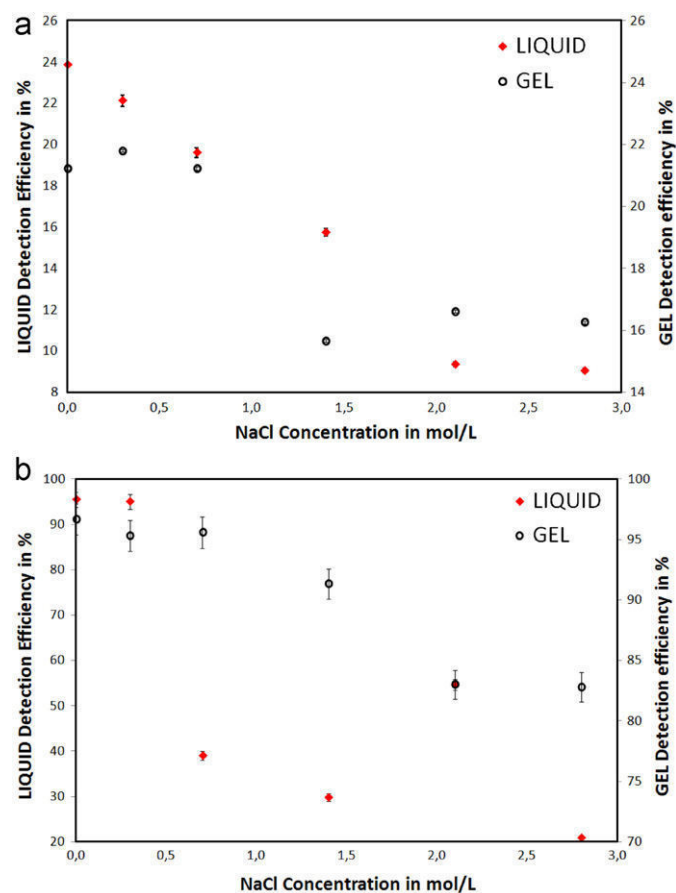 a
LIQUID
GEL
LIQUID Detection Efficiency in %
26
24
22
20
18
16
14
12
10
8
GEL Detection efficiency in %
26
24
22
20
18
16
14
0,0 0,5 1,0 1,5 2,0 2,5 3,0
NaCl Concentration in mol/L
b
LIQUID
GEL
LIQUID Detection Efficiency in %
100
90
80
70
60
50
40
30
20
GEL Detection efficiency in %
100
95
90
85
80
75
70
0,0 0,5 1,0 1,5 2,0 2,5 3,0
NaCl Concentration in mol/L